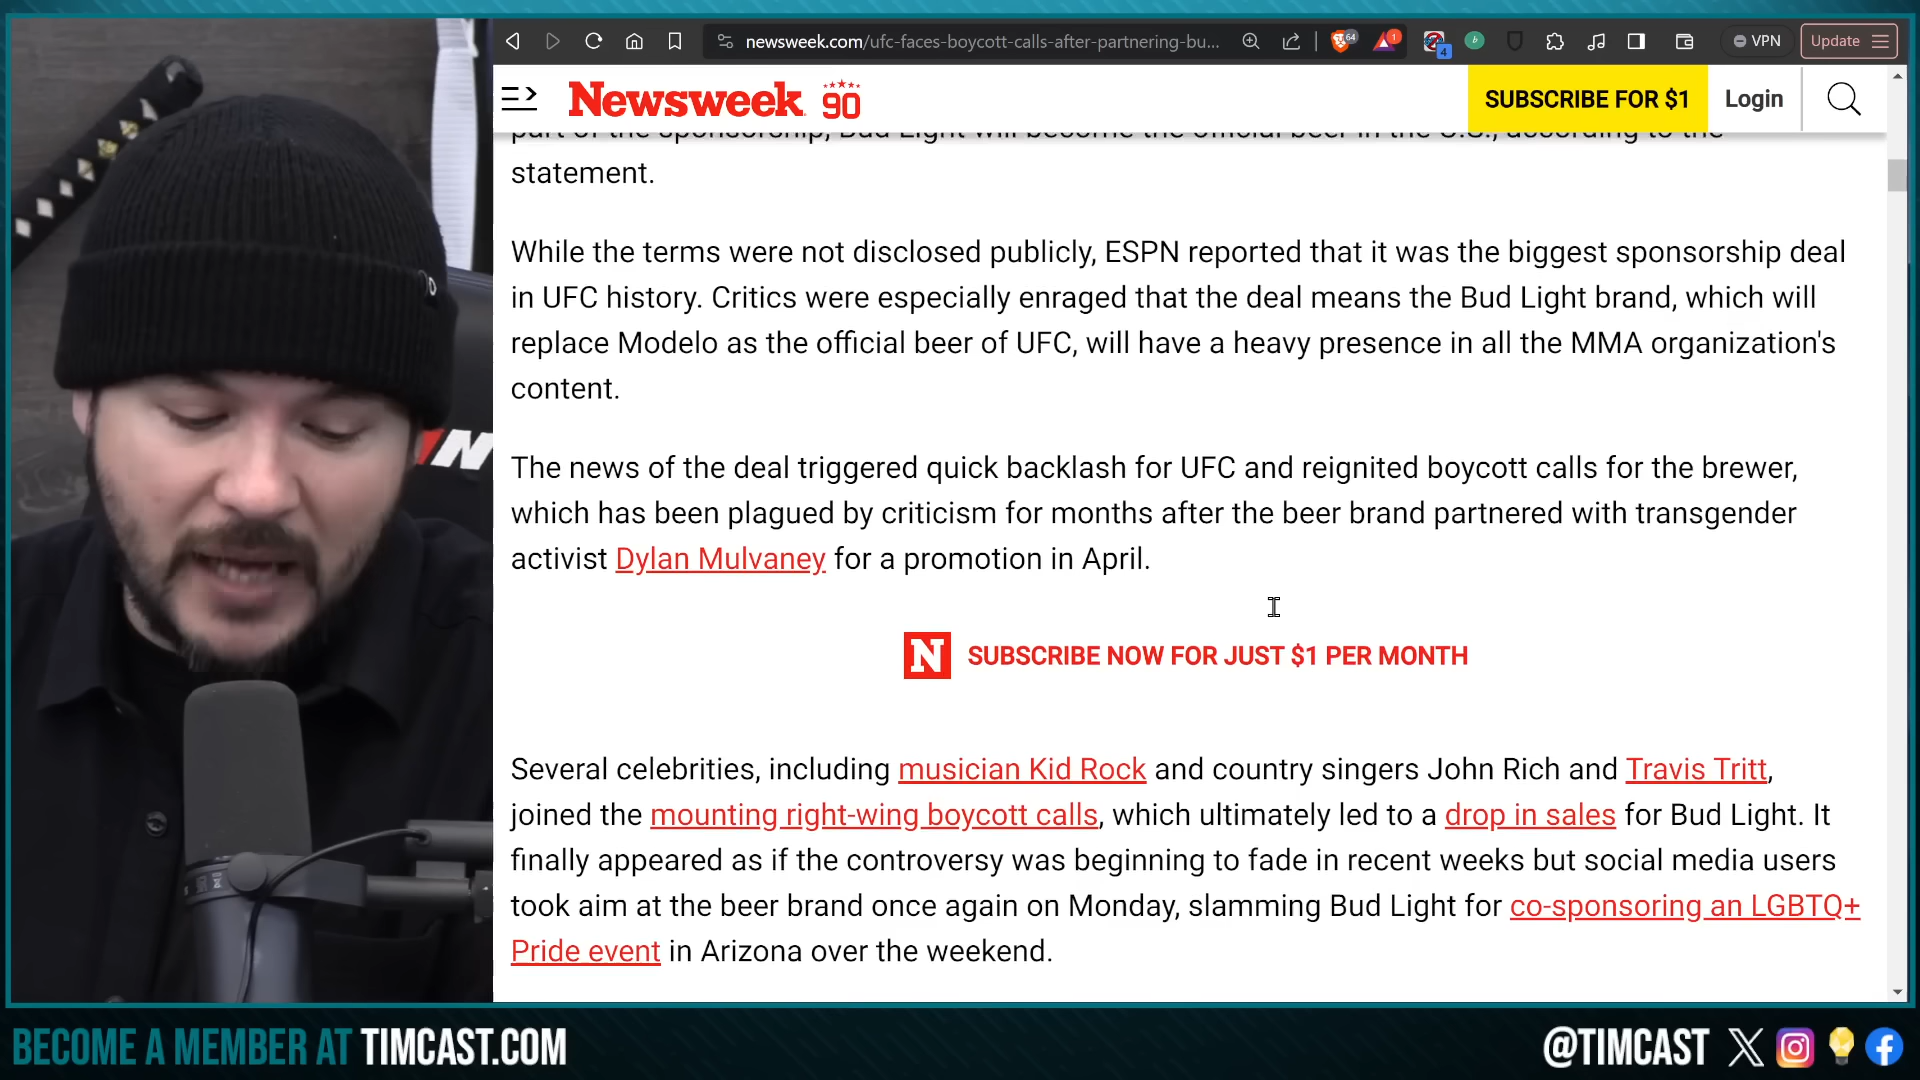 newsweek.com/ufc-faces-boycott-calls-after-partnering-bu...
64
1
4
b
VPN
Update
Newsweek 90
SUBSCRIBE FOR $1
Login
part of the sponsorship, Bud Light will become the official beer in the U.S., according to the
statement.
While the terms were not disclosed publicly, ESPN reported that it was the biggest sponsorship deal
in UFC history. Critics were especially enraged that the deal means the Bud Light brand, which will
replace Modelo as the official beer of UFC, will have a heavy presence in all the MMA organization's
content.
The news of the deal triggered quick backlash for UFC and reignited boycott calls for the brewer,
which has been plagued by criticism for months after the beer brand partnered with transgender
activist Dylan Mulvaney for a promotion in April.
N SUBSCRIBE NOW FOR JUST $1 PER MONTH
Several celebrities, including musician Kid Rock and country singers John Rich and Travis Tritt,
joined the mounting right-wing boycott calls, which ultimately led to a drop in sales for Bud Light. It
finally appeared as if the controversy was beginning to fade in recent weeks but social media users
took aim at the beer brand once again on Monday, slamming Bud Light for co-sponsoring an LGBTQ+
Pride event in Arizona over the weekend.
BECOME A MEMBER AT TIMCAST.COM
@TIMCAST